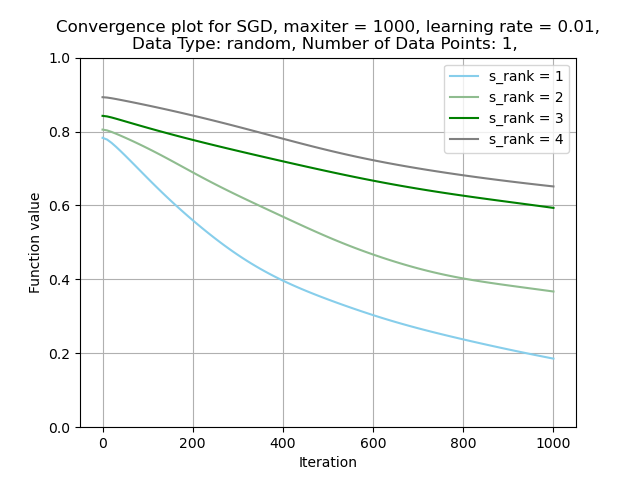 Convergence plot for SGD, maxiter = 1000, learning rate = 0.01,
Data Type: random, Number of Data Points: 1,
1.0
0.8
0.6
0.4
0.2
0.0
Function value
s_rank = 1
s_rank = 2
s_rank = 3
s_rank = 4
0 200 400 600 800 1000
Iteration